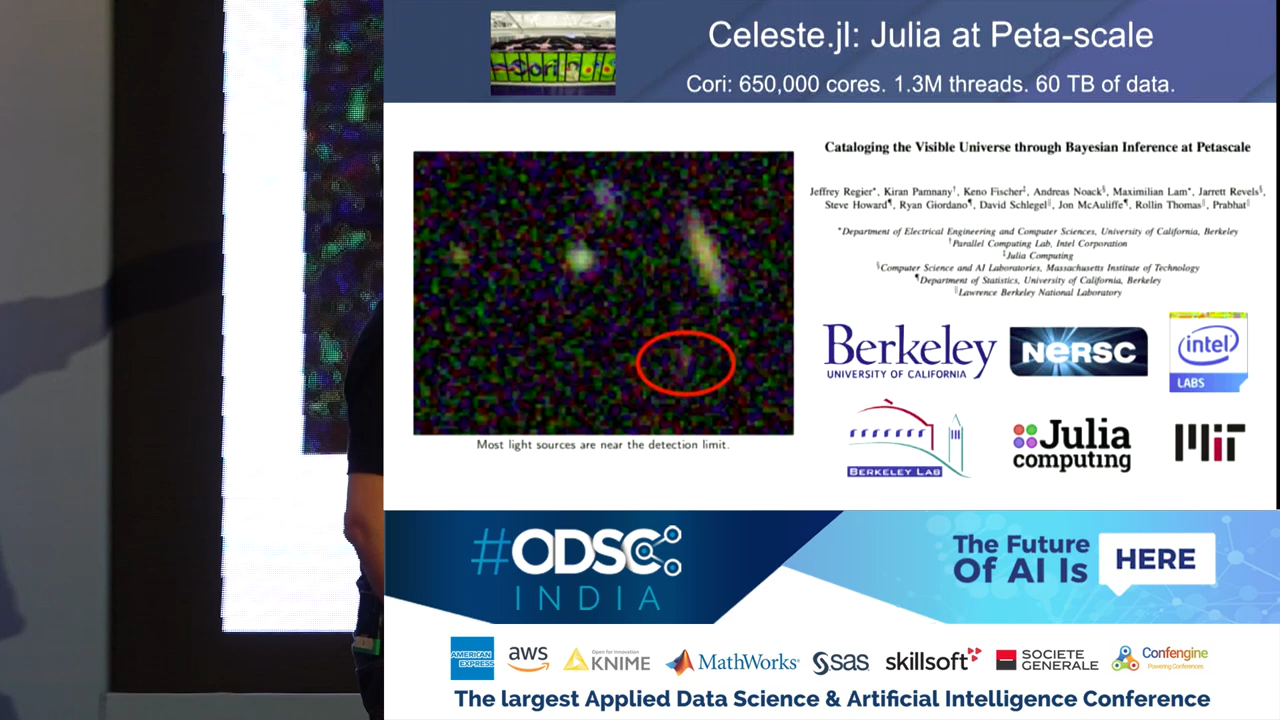 Cori
Celeste.jl: Julia at Peta-scale
Cori: 650,000 cores. 1.3M threads. 60 TB of data.
Cataloging the Visible Universe through Bayesian Inference at Petascale
Jeffrey Regier*, Kiran Pamnany†, Keno Fischer‡, Andreas Noack§, Maximilian Lam*, Jarrett Revels§,
Steve Howard¶, Ryan Giordano¶, David Schlegel‖, Jon McAuliffe¶, Rollin Thomas‖, Prabhat‖
*Department of Electrical Engineering and Computer Sciences, University of California, Berkeley
†Parallel Computing Lab, Intel Corporation
‡Julia Computing
§Computer Science and AI Laboratories, Massachusetts Institute of Technology
¶Department of Statistics, University of California, Berkeley
‖Lawrence Berkeley National Laboratory
Most light sources are near the detection limit.
Berkeley
UNIVERSITY OF CALIFORNIA
NERSC
intel
LABS
BERKELEY LAB
Julia
computing
MIT
#ODSC
INDIA
The Future
Of AI Is
HERE
AMERICAN
EXPRESS
aws
Open for Innovation
KNIME
MathWorks®
sas
skillsoft
SOCIETE
GENERALE
Confengine
Powering Conferences
The largest Applied Data Science & Artificial Intelligence Conference